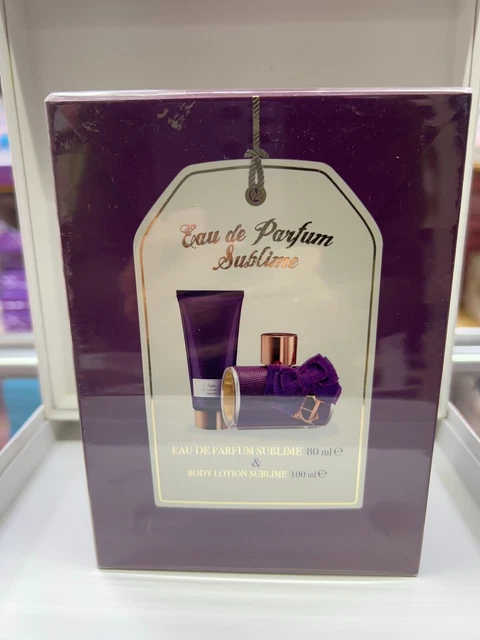 Eau de Parfum
Sublime
EAU DE PARFUM SUBLIME 80 ml ℮
&
BODY LOTION SUBLIME 100 ml ℮